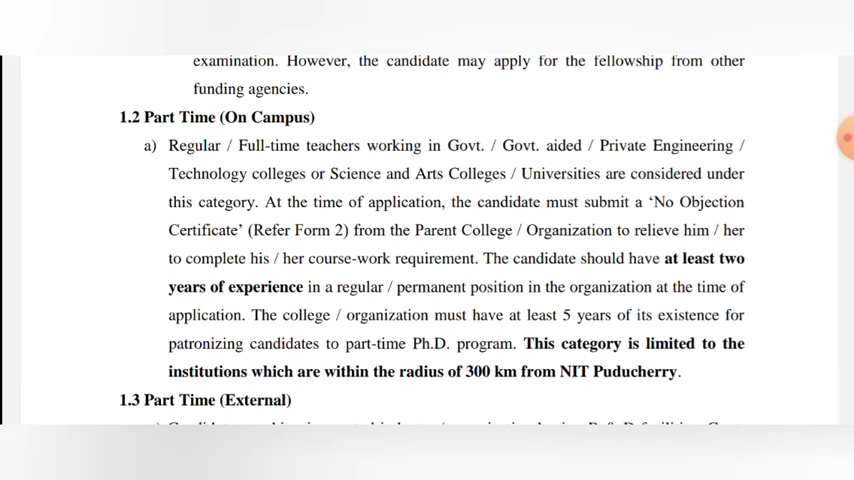 examination. However, the candidate may apply for the fellowship from other
funding agencies.
1.2 Part Time (On Campus)
a) Regular / Full-time teachers working in Govt. / Govt. aided / Private Engineering /
Technology colleges or Science and Arts Colleges / Universities are considered under
this category. At the time of application, the candidate must submit a ‘No Objection
Certificate’ (Refer Form 2) from the Parent College / Organization to relieve him / her
to complete his / her course-work requirement. The candidate should have at least two
years of experience in a regular / permanent position in the organization at the time of
application. The college / organization must have at least 5 years of its existence for
patronizing candidates to part-time Ph.D. program. This category is limited to the
institutions which are within the radius of 300 km from NIT Puducherry.
1.3 Part Time (External)